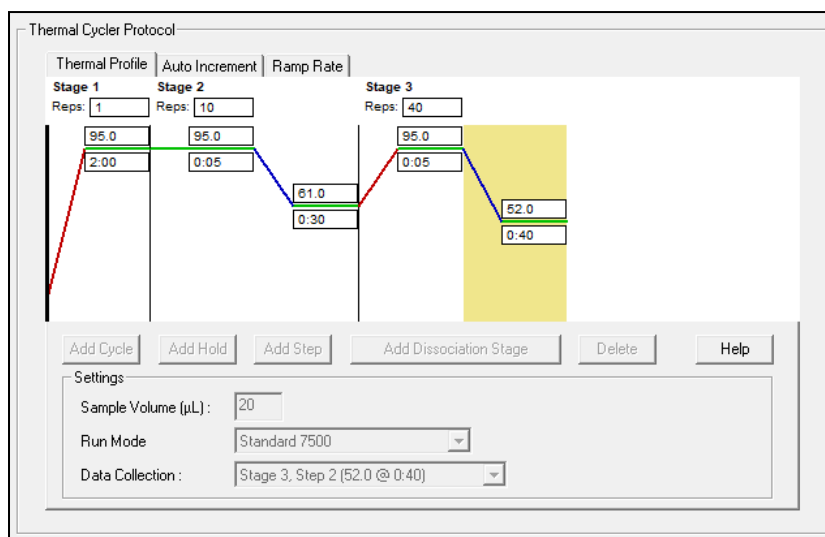 Thermal Cycler Protocol
Thermal Profile Auto Increment Ramp Rate
Stage 1 Stage 2 Stage 3
Reps: 1 Reps: 10 Reps: 40
95.0 95.0 95.0
2:00 0:05 0:05
61.0 52.0
0:30 0:40
Add Cycle Add Hold Add Step Add Dissociation Stage Delete Help
Settings
Sample Volume (µL) : 20
Run Mode Standard 7500
Data Collection : Stage 3, Step 2 (52.0 @ 0:40)